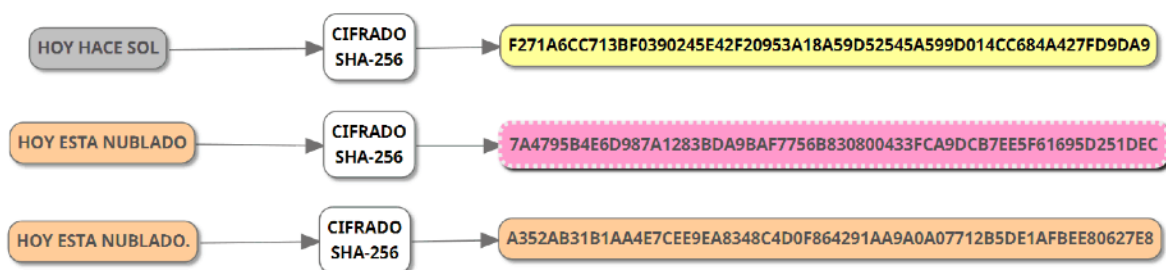 HOY HACE SOL
CIFRADO
SHA-256
F271A6CC713BF0390245E42F20953A18A59D52545A599D014CC684A427FD9DA9
HOY ESTA NUBLADO
CIFRADO
SHA-256
7A4795B4E6D987A1283BDA9BAF7756B830800433FCA9DCB7EE5F61695D251DEC
HOY ESTA NUBLADO.
CIFRADO
SHA-256
A352AB31B1AA4E7CEE9EA8348C4D0F864291AA9A0A07712B5DE1AFBEE80627E8